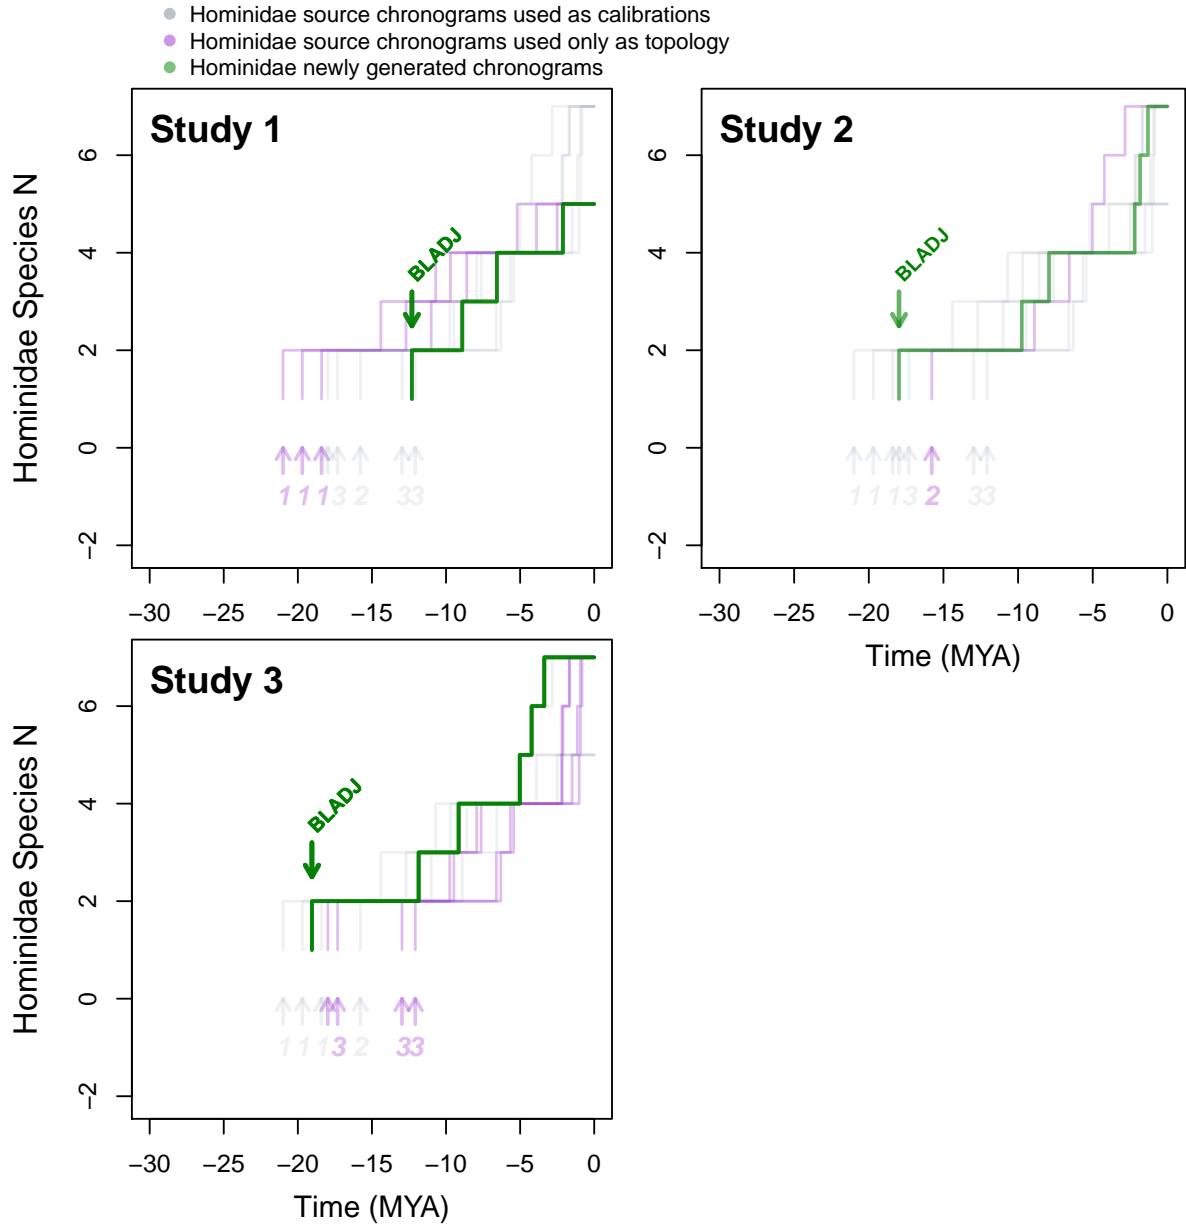 Hominidae source chronograms used as calibrations
Hominidae source chronograms used only as topology
Hominidae newly generated chronograms
Study 1
BLADJ
1 1 1 3 2 3 3
Hominidae Species N
−2 0 2 4 6
−30 −25 −20 −15 −10 −5 0
Study 2
BLADJ
1 1 1 3 2 3 3
−2 0 2 4 6
−30 −25 −20 −15 −10 −5 0
Time (MYA)
Study 3
BLADJ
1 1 1 3 2 3 3
Hominidae Species N
−2 0 2 4 6
−30 −25 −20 −15 −10 −5 0
Time (MYA)